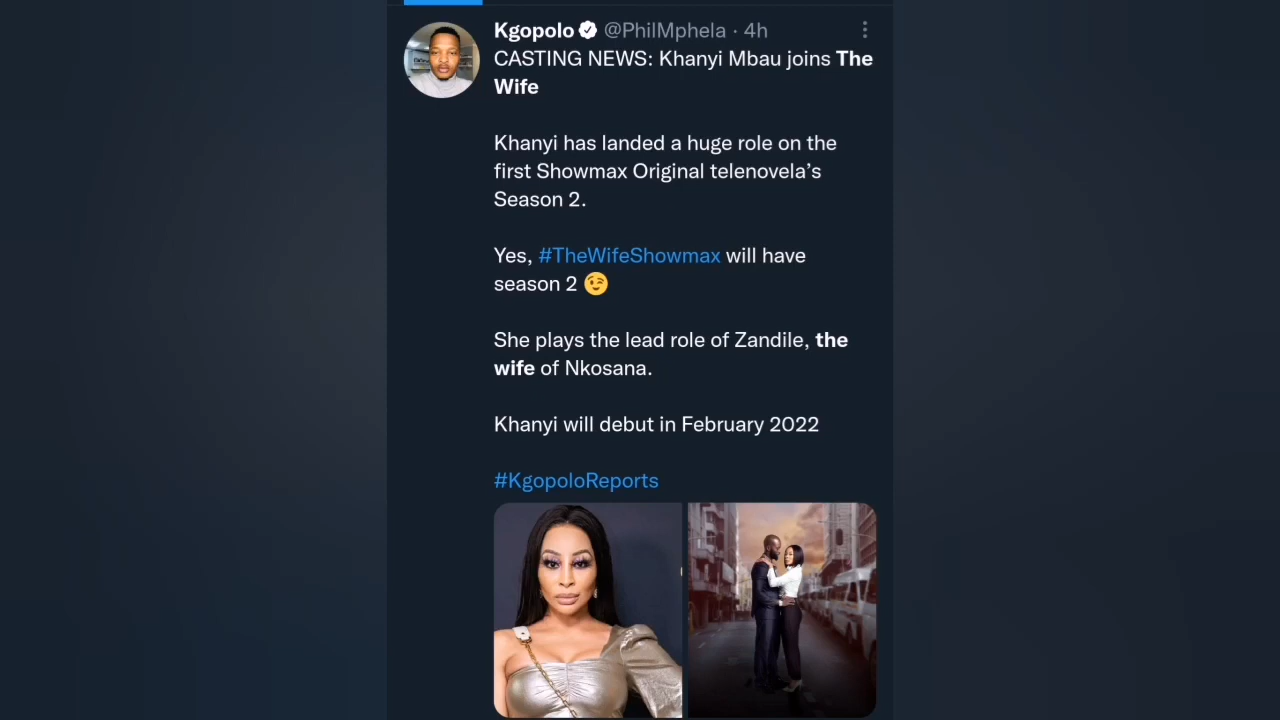 Kgopolo @PhilMphela · 4h
CASTING NEWS: Khanyi Mbau joins The
Wife
Khanyi has landed a huge role on the
first Showmax Original telenovela’s
Season 2.
Yes, #TheWifeShowmax will have
season 2 😉
She plays the lead role of Zandile, the
wife of Nkosana.
Khanyi will debut in February 2022
#KgopoloReports